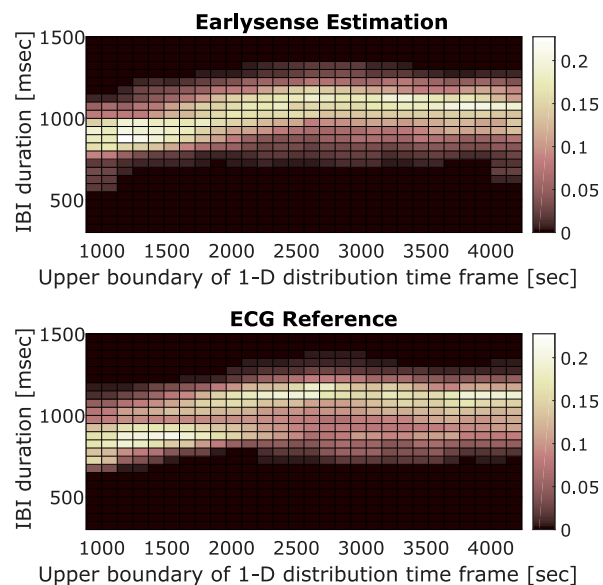 Earlysense Estimation
1500
1000
500
IBI duration [msec]
1000 1500 2000 2500 3000 3500 4000
Upper boundary of 1-D distribution time frame [sec]
0.2
0.15
0.1
0.05
0
ECG Reference
1500
1000
500
IBI duration [msec]
1000 1500 2000 2500 3000 3500 4000
Upper boundary of 1-D distribution time frame [sec]
0.2
0.15
0.1
0.05
0